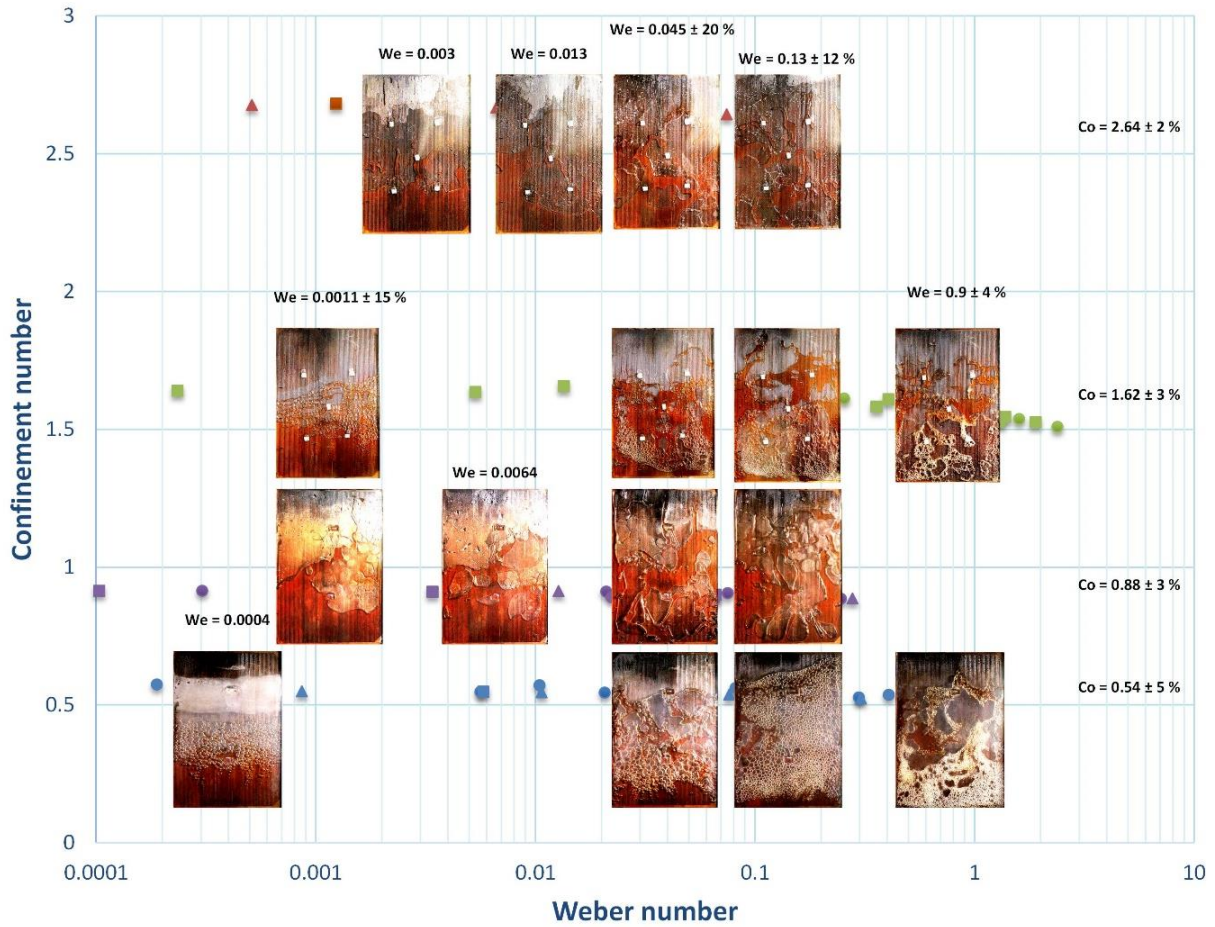 3
2.5
2
1.5
1
0.5
0
Confinement number
We = 0.003
We = 0.013
We = 0.045 ± 20 %
We = 0.13 ± 12 %
Co = 2.64 ± 2 %
We = 0.0011 ± 15 %
We = 0.9 ± 4 %
Co = 1.62 ± 3 %
We = 0.0064
Co = 0.88 ± 3 %
We = 0.0004
Co = 0.54 ± 5 %
0.0001
0.001
0.01
0.1
1
10
Weber number